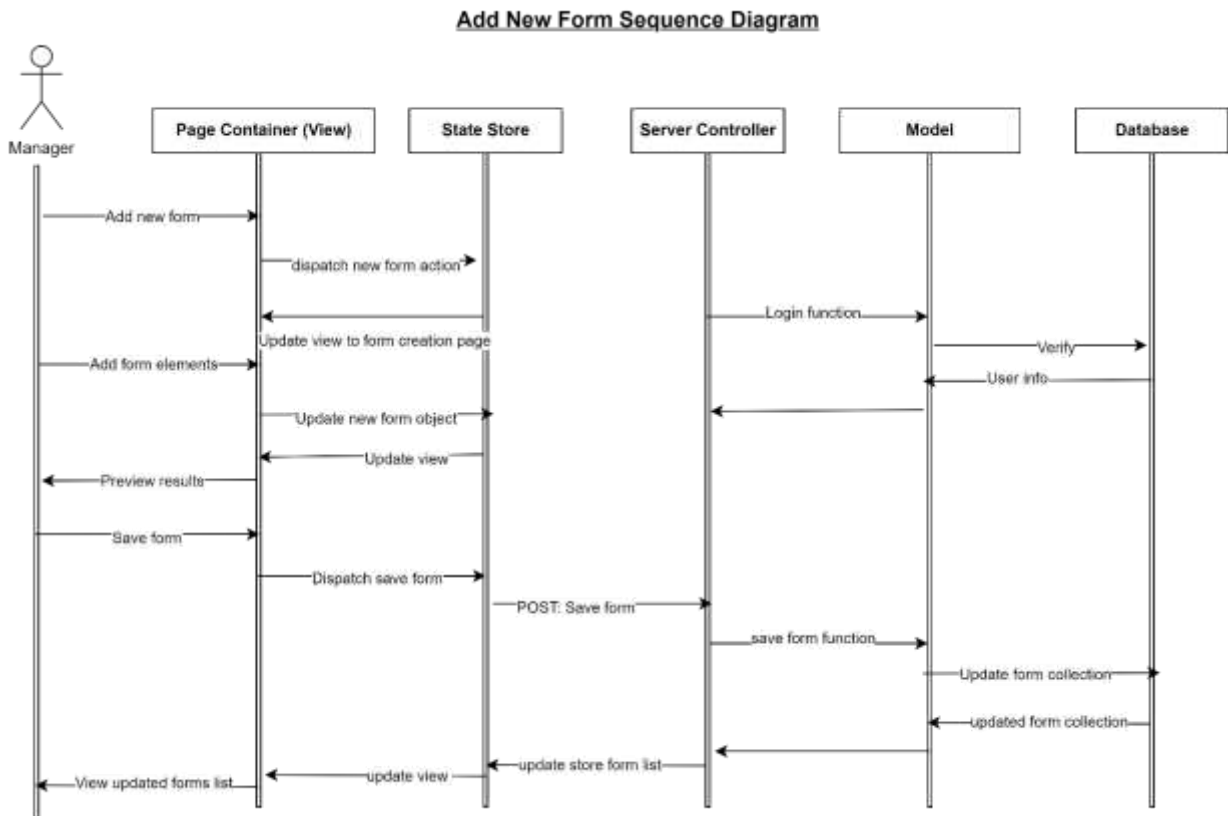 Add New Form Sequence Diagram
Manager
Page Container (View)
State Store
Server Controller
Model
Database
Add new form
dispatch new form action
Login function
Update view to form creation page
Verify
Add form elements
User info
Update new form object
Update view
Preview results
Save form
Dispatch save form
POST: Save form
save form function
Update form collection
updated form collection
update store form list
update view
View updated forms list